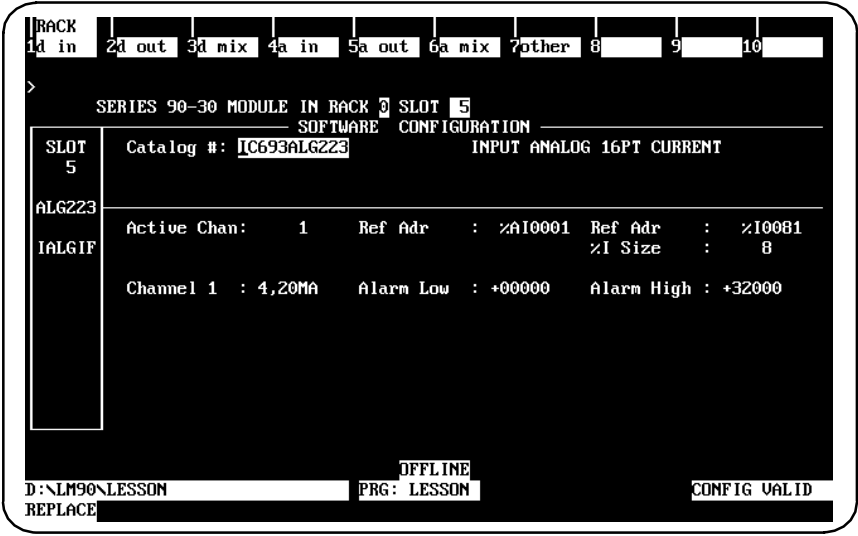 RACK
1d in 2d out 3d mix 4a in 5a out 6a mix 7other 8 9 10
>
SERIES 90-30 MODULE IN RACK 0 SLOT 5
SOFTWARE CONFIGURATION
SLOT Catalog #: IC693ALG223 INPUT ANALOG 16PT CURRENT
5
ALG223
Active Chan: 1 Ref Adr : %AI0001 Ref Adr : %I0081
IALGIF %I Size : 8
Channel 1 : 4,20MA Alarm Low : +00000 Alarm High : +32000
OFFLINE
D:\LM90\LESSON PRG: LESSON CONFIG VALID
REPLACE